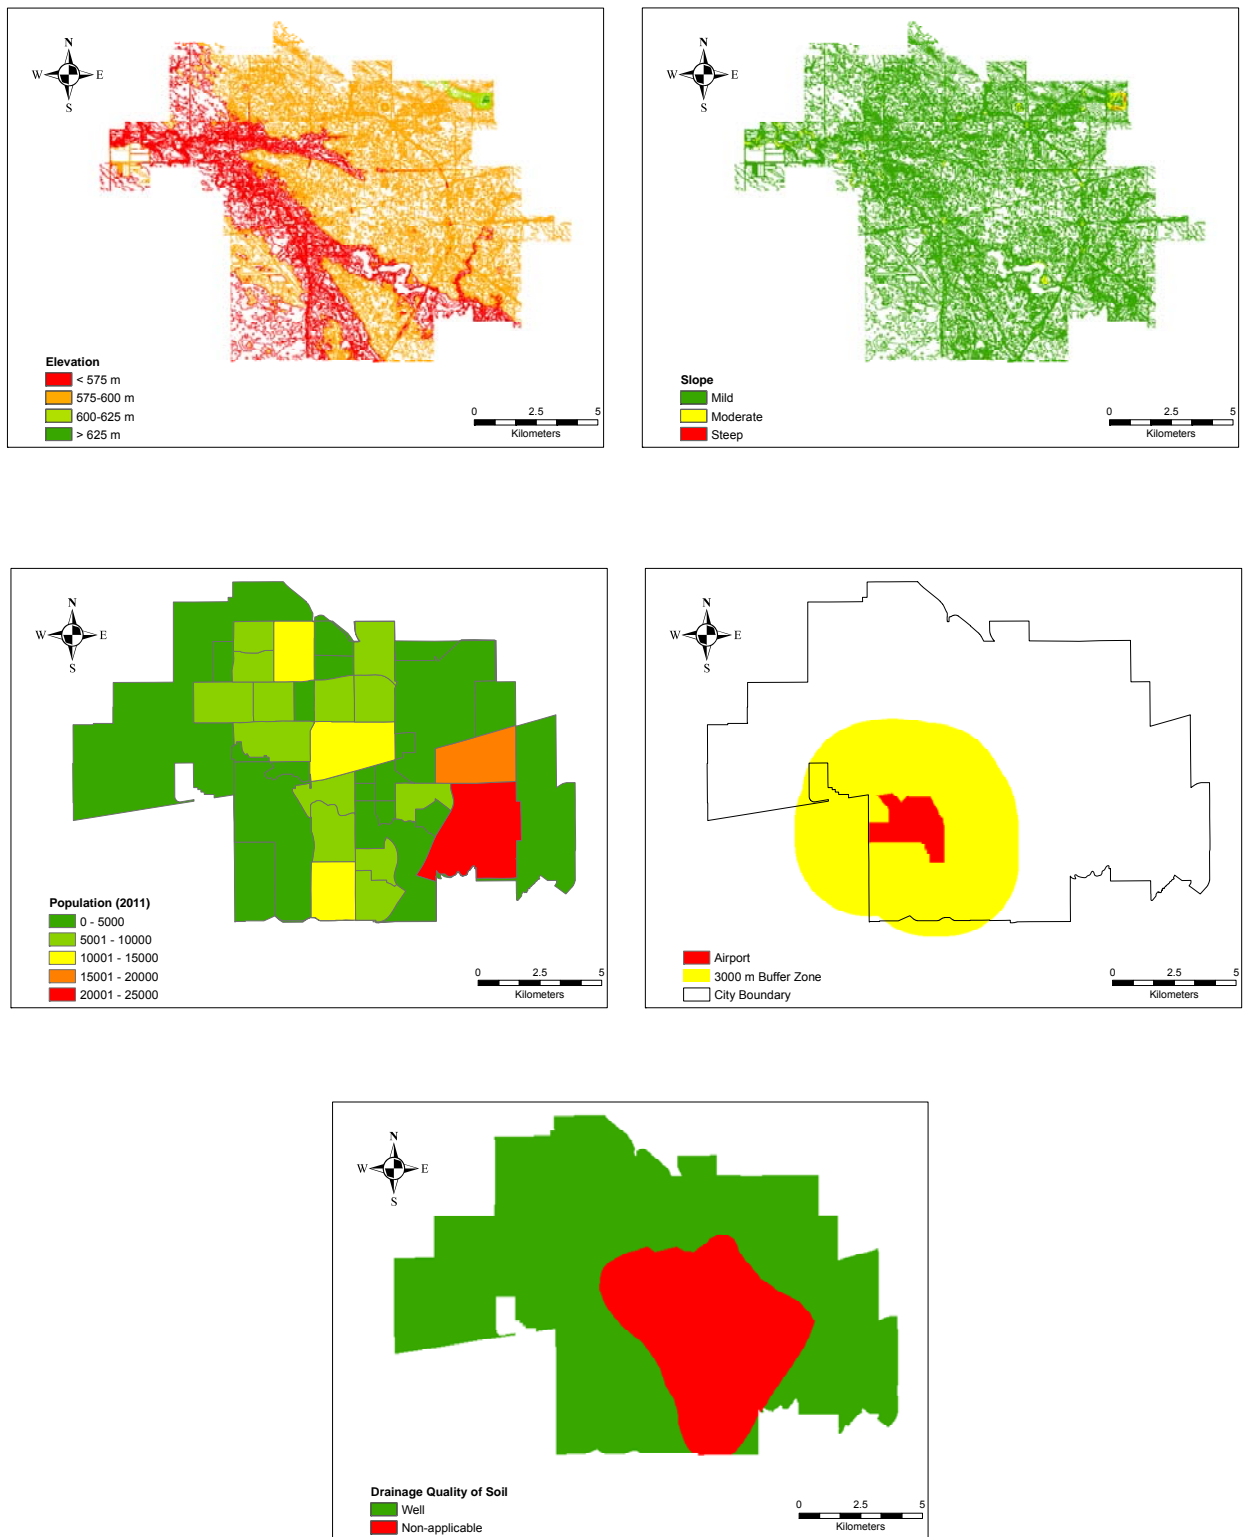 N
W E
S
Elevation
< 575 m
575-600 m
600-625 m
> 625 m
0 2.5 5
Kilometers
N
W E
S
Slope
Mild
Moderate
Steep
0 2.5 5
Kilometers
N
W E
S
Population (2011)
0 - 5000
5001 - 10000
10001 - 15000
15001 - 20000
20001 - 25000
0 2.5 5
Kilometers
N
W E
S
Airport
3000 m Buffer Zone
City Boundary
0 2.5 5
Kilometers
N
W E
S
Drainage Quality of Soil
Well
Non-applicable
0 2.5 5
Kilometers